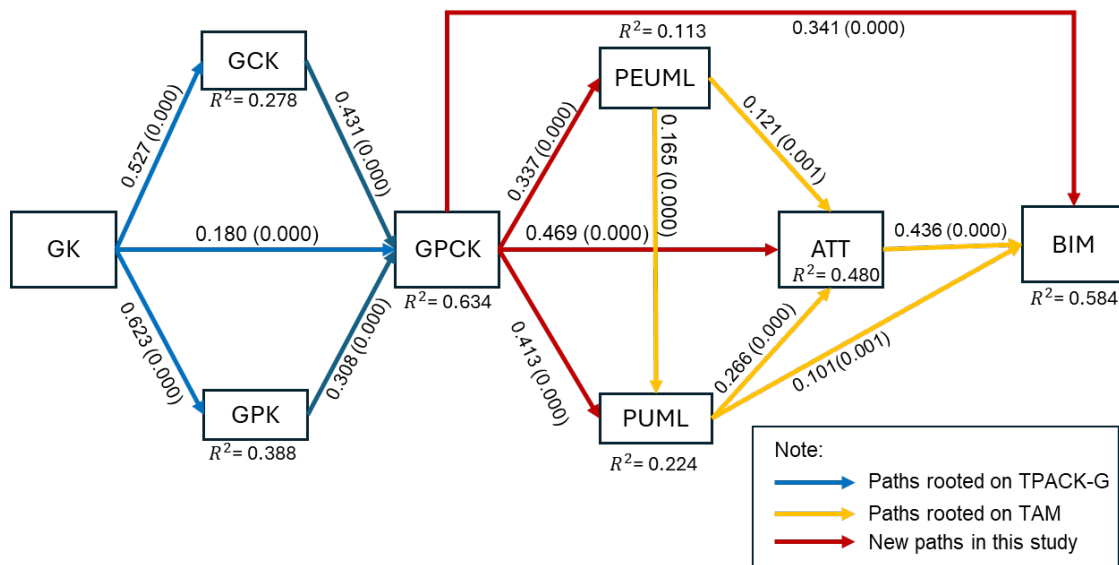 R² = 0.113
0.341 (0.000)
GCK
R² = 0.278
PEUML
0.527 (0.000)
0.431 (0.000)
0.337 (0.000)
0.165 (0.000)
0.121 (0.001)
GK
0.180 (0.000)
GPCK
R² = 0.634
0.469 (0.000)
ATT
R² = 0.480
0.436 (0.000)
BIM
R² = 0.584
0.623 (0.000)
0.308 (0.000)
0.413 (0.000)
0.266 (0.000)
0.101(0.001)
GPK
R² = 0.388
PUML
R² = 0.224
Note:
Paths rooted on TPACK-G
Paths rooted on TAM
New paths in this study